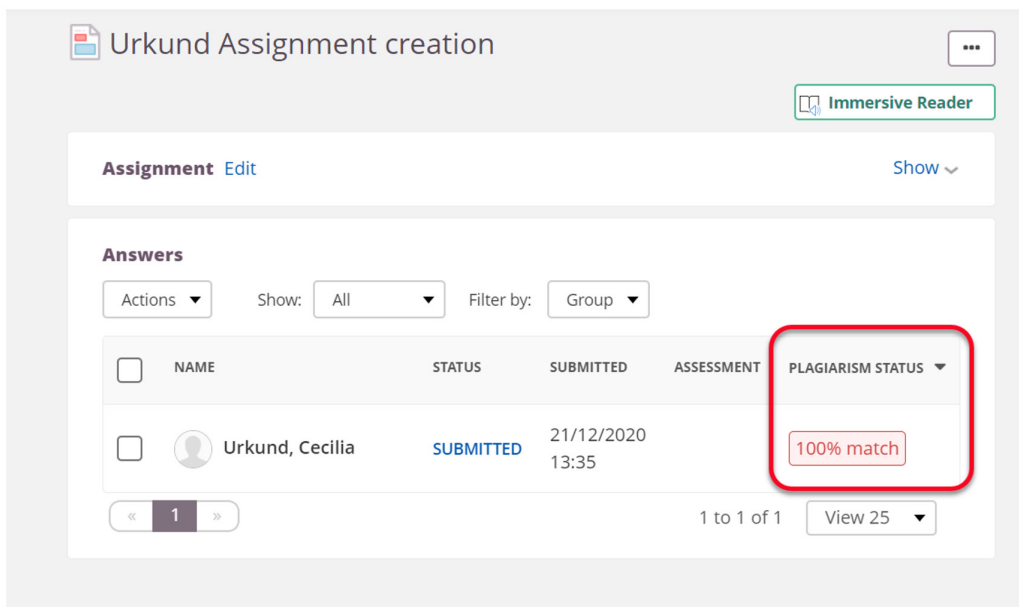 Urkund Assignment creation
...
Immersive Reader
Assignment Edit Show
Answers
Actions Show: All Filter by: Group
NAME STATUS SUBMITTED ASSESSMENT PLAGIARISM STATUS
Urkund, Cecilia SUBMITTED 21/12/2020 100% match
13:35
« 1 » 1 to 1 of 1 View 25